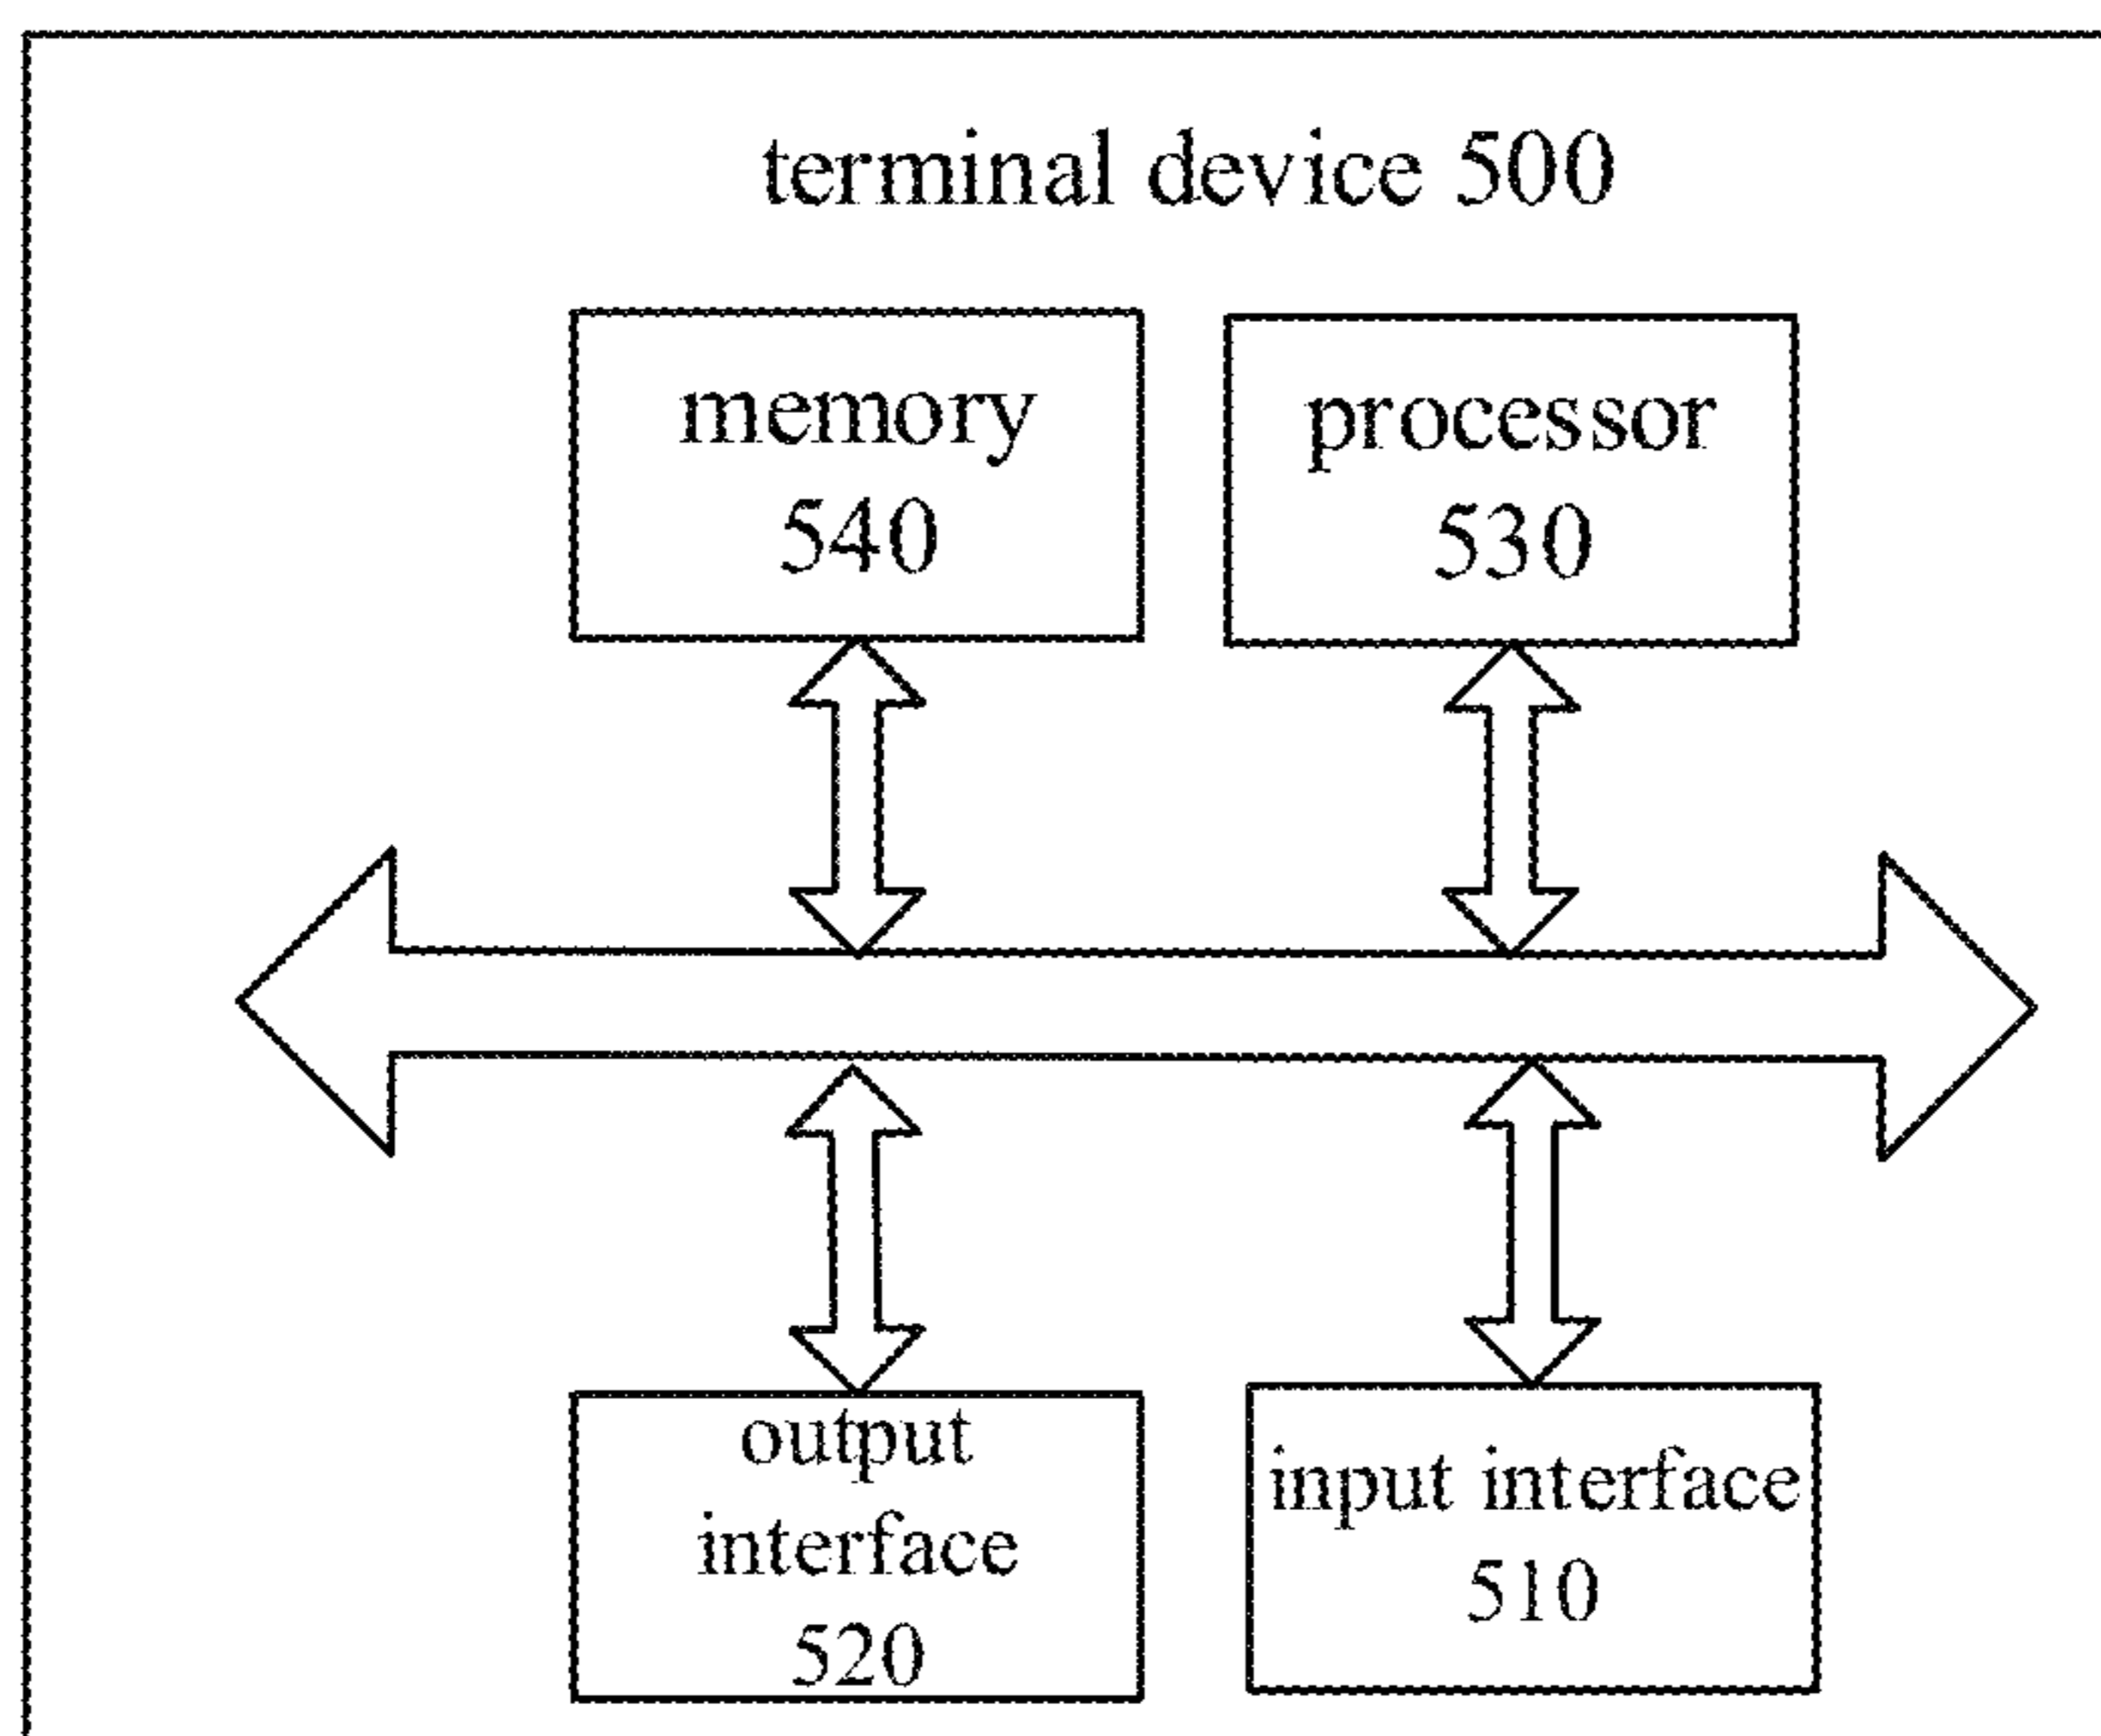 terminal device 500
memory
540
processor
530
output
interface
520
input interface
510